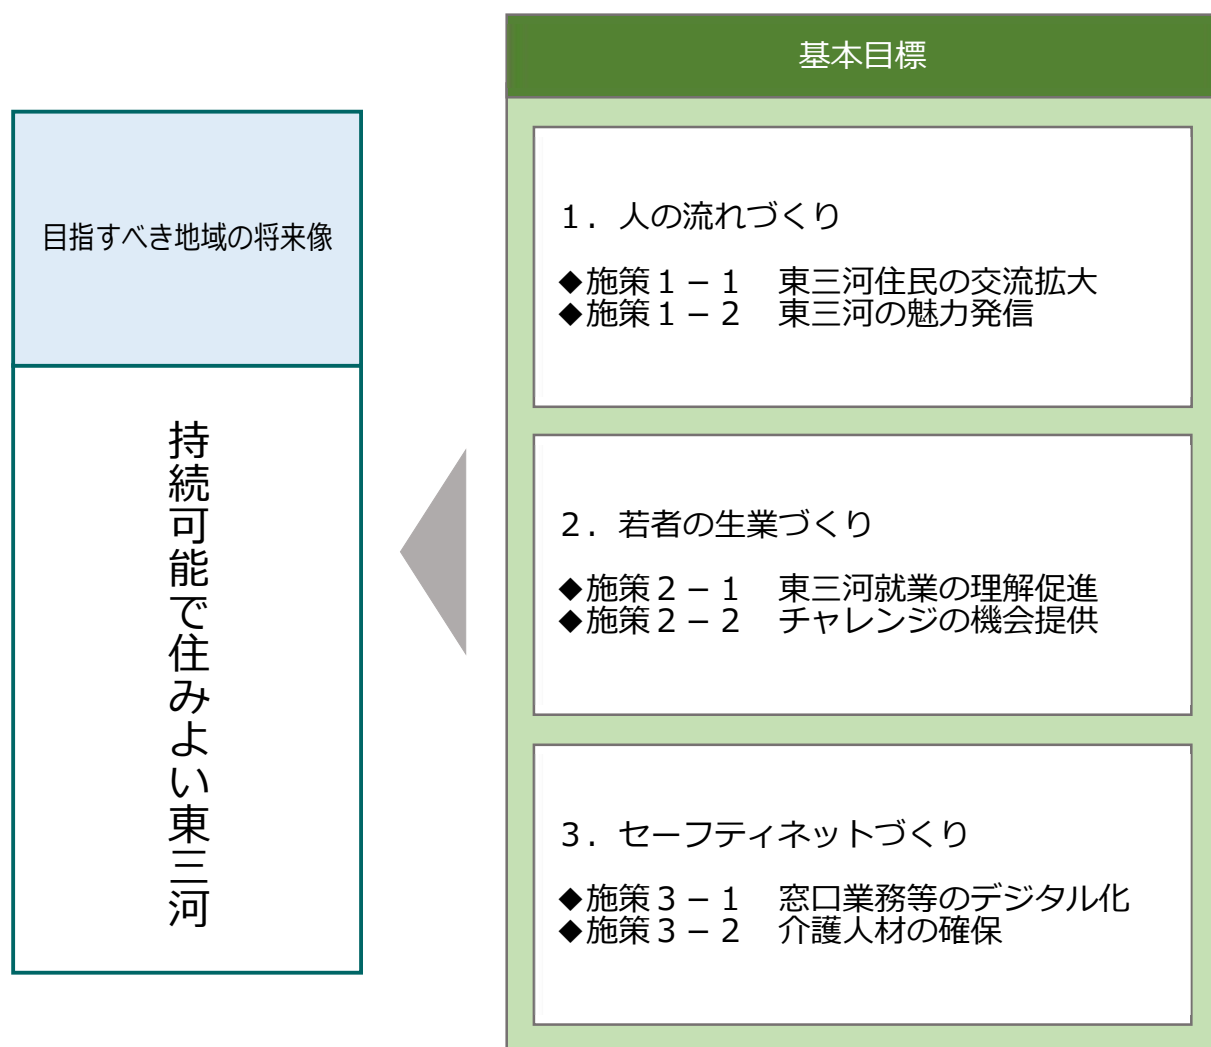 目指すべき地域の将来像
持続可能で住みよい東三河
基本目標
１．人の流れづくり
◆施策１－１　東三河住民の交流拡大
◆施策１－２　東三河の魅力発信
２．若者の生業づくり
◆施策２－１　東三河就業の理解促進
◆施策２－２　チャレンジの機会提供
３．セーフティネットづくり
◆施策３－１　窓口業務等のデジタル化
◆施策３－２　介護人材の確保